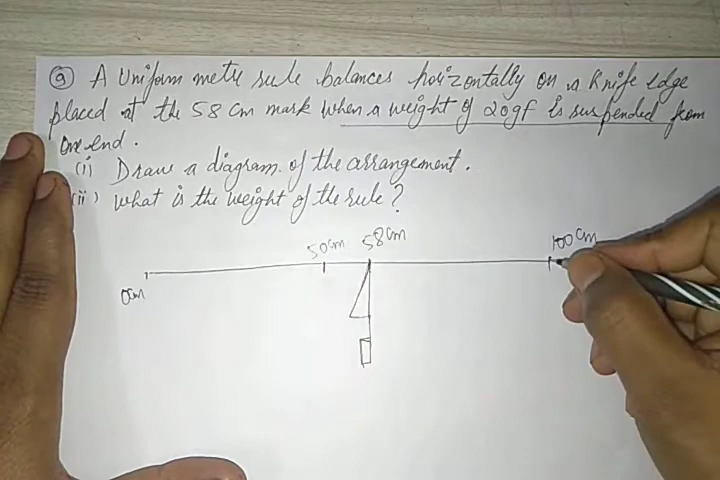 9 A Uniform metre rule balances horizontally on a Knife edge
placed at the 58 cm mark when a weight of 20gf is suspended from
one end.
(i) Draw a diagram of the arrangement.
(ii) what is the weight of the rule?
50cm 58cm 100cm
0cm